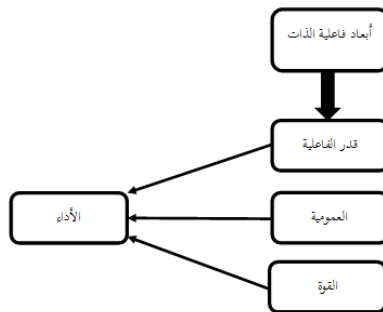 أبعاد فاعلية الذات
قدر الفاعلية
العمومية
الأداء
القوة